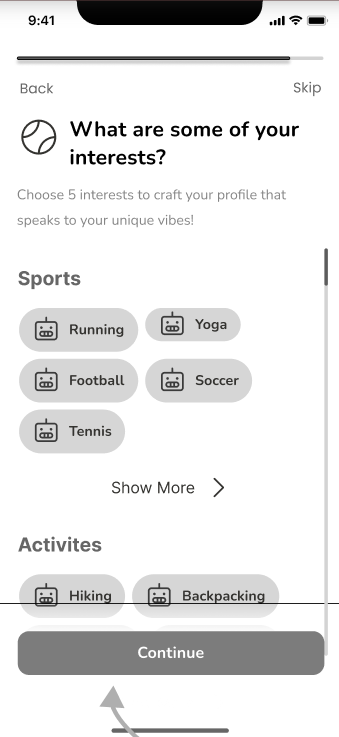 9:41
Back
Skip
What are some of your
interests?
Choose 5 interests to craft your profile that
speaks to your unique vibes!
Sports
Running
Yoga
Football
Soccer
Tennis
Show More
Activites
Hiking
Backpacking
Continue